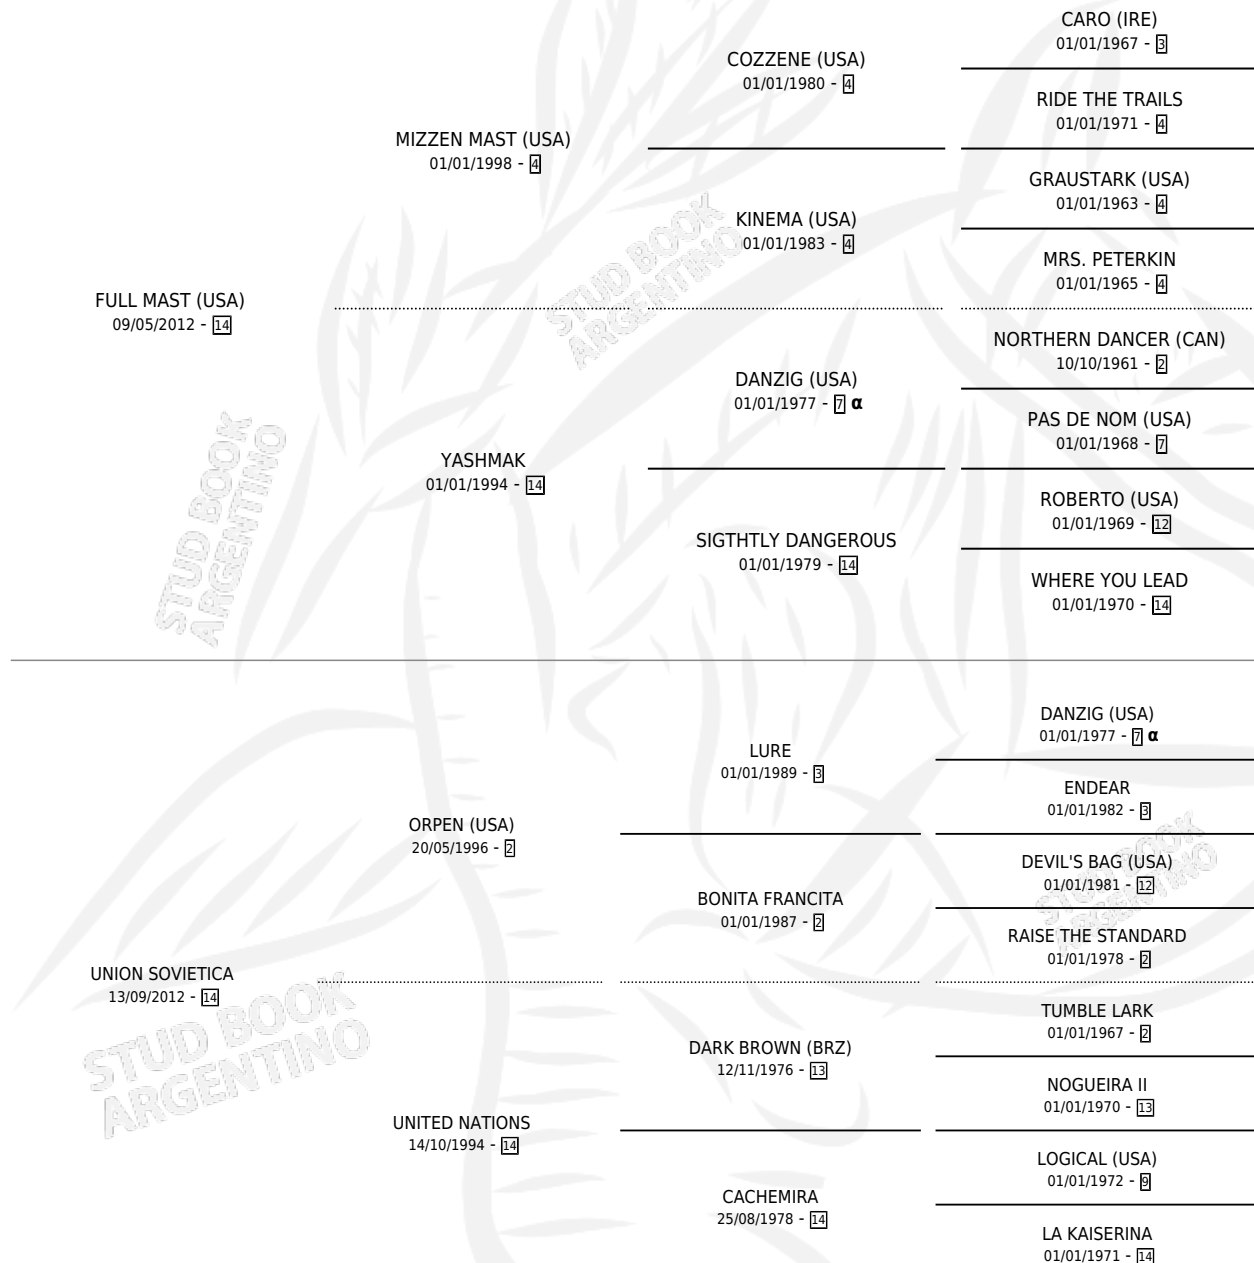 CARO (IRE)
01/01/1967 - 3
COZZENE (USA)
01/01/1980 - 4
RIDE THE TRAILS
01/01/1971 - 4
MIZZEN MAST (USA)
01/01/1998 - 4
GRAUSTARK (USA)
01/01/1963 - 4
KINEMA (USA)
01/01/1983 - 4
MRS. PETERKIN
01/01/1965 - 4
FULL MAST (USA)
09/05/2012 - 14
NORTHERN DANCER (CAN)
10/10/1961 - 2
DANZIG (USA)
01/01/1977 - 7 α
PAS DE NOM (USA)
01/01/1968 - 7
YASHMAK
01/01/1994 - 14
ROBERTO (USA)
01/01/1969 - 12
SIGTHTLY DANGEROUS
01/01/1979 - 14
WHERE YOU LEAD
01/01/1970 - 14
DANZIG (USA)
01/01/1977 - 7 α
LURE
01/01/1989 - 3
ENDEAR
01/01/1982 - 3
ORPEN (USA)
20/05/1996 - 2
DEVIL'S BAG (USA)
01/01/1981 - 12
BONITA FRANCITA
01/01/1987 - 2
RAISE THE STANDARD
01/01/1978 - 2
UNION SOVIETICA
13/09/2012 - 14
TUMBLE LARK
01/01/1967 - 2
DARK BROWN (BRZ)
12/11/1976 - 13
NOGUEIRA II
01/01/1970 - 13
UNITED NATIONS
14/10/1994 - 14
LOGICAL (USA)
01/01/1972 - 9
CACHEMIRA
25/08/1978 - 14
LA KAISERINA
01/01/1971 - 14
STUD BOOK
ARGENTINO
STUD BOOK
ARGENTINO
STUD BOOK
ARGENTINO
STUD BOOK
ARGENTINO